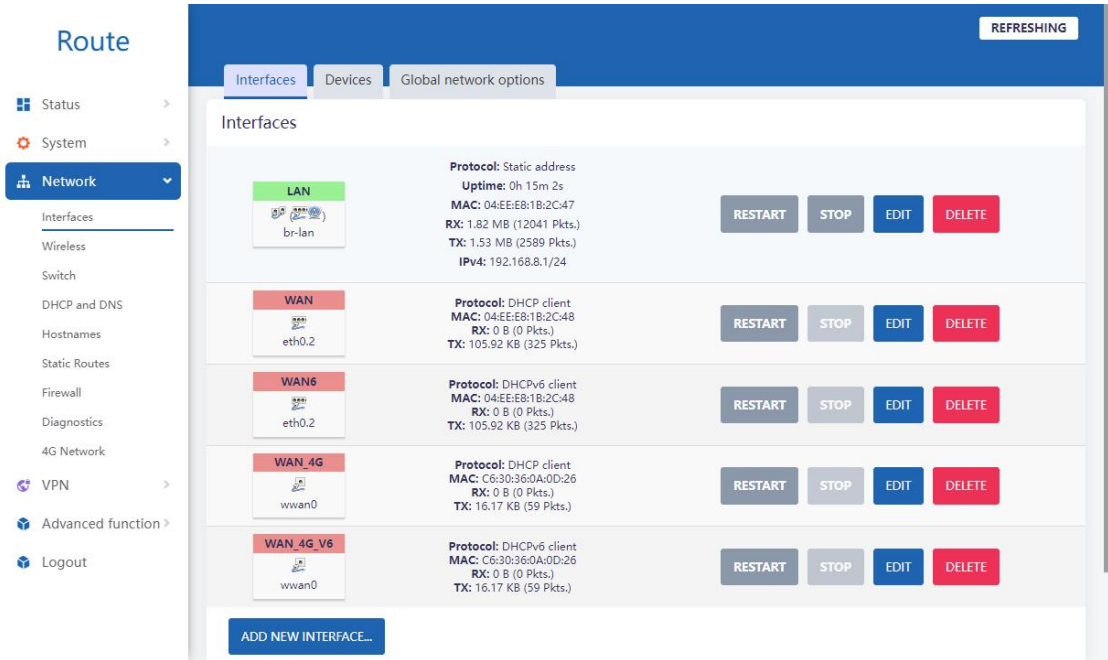 Route
REFRESHING
Interfaces
Devices
Global network options
Status
System
Network
Interfaces
Wireless
Switch
DHCP and DNS
Hostnames
Static Routes
Firewall
Diagnostics
4G Network
VPN
Advanced function
Logout
Interfaces
LAN
br-lan
Protocol: Static address
Uptime: 0h 15m 2s
MAC: 04:EE:E8:1B:2C:47
RX: 1.82 MB (12041 Pkts.)
TX: 1.53 MB (2589 Pkts.)
IPv4: 192.168.8.1/24
RESTART STOP EDIT DELETE
WAN
eth0.2
Protocol: DHCP client
MAC: 04:EE:E8:1B:2C:48
RX: 0 B (0 Pkts.)
TX: 105.92 KB (325 Pkts.)
RESTART STOP EDIT DELETE
WAN6
eth0.2
Protocol: DHCPv6 client
MAC: 04:EE:E8:1B:2C:48
RX: 0 B (0 Pkts.)
TX: 105.92 KB (325 Pkts.)
RESTART STOP EDIT DELETE
WAN_4G
wwan0
Protocol: DHCP client
MAC: C6:30:36:0A:0D:26
RX: 0 B (0 Pkts.)
TX: 16.17 KB (59 Pkts.)
RESTART STOP EDIT DELETE
WAN_4G_V6
wwan0
Protocol: DHCPv6 client
MAC: C6:30:36:0A:0D:26
RX: 0 B (0 Pkts.)
TX: 16.17 KB (59 Pkts.)
RESTART STOP EDIT DELETE
ADD NEW INTERFACE...